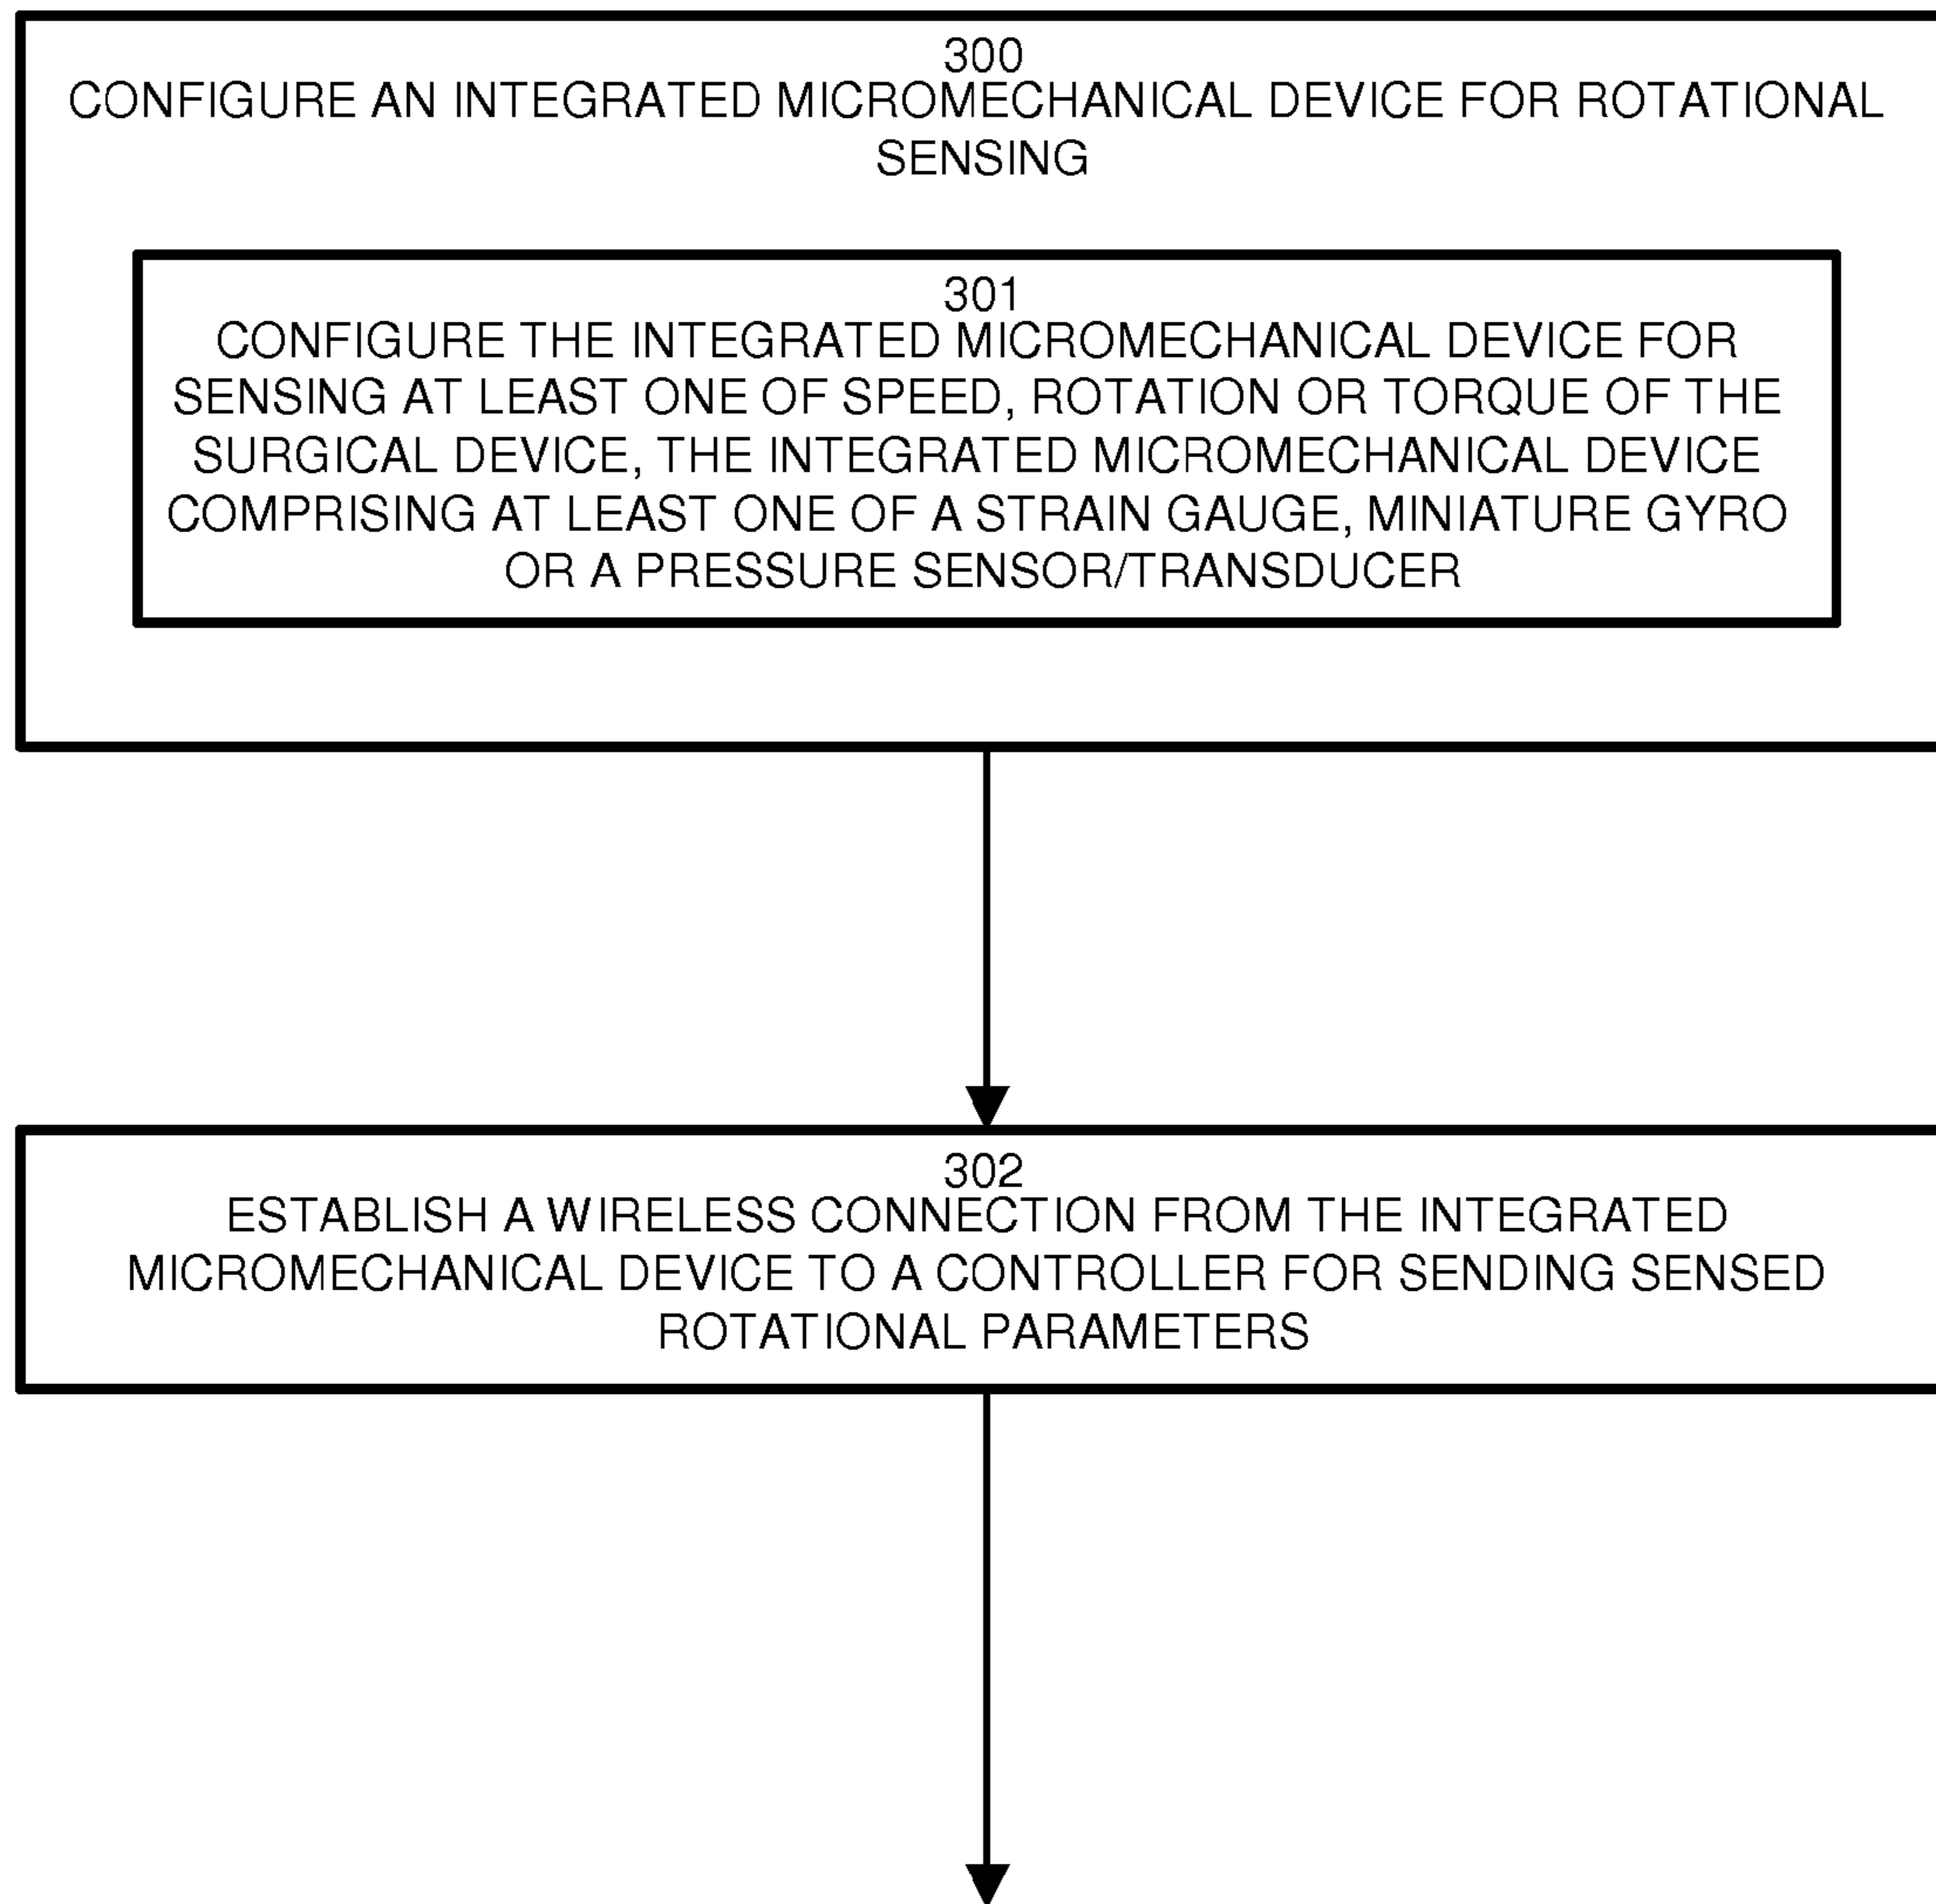 300
CONFIGURE AN INTEGRATED MICROMECHANICAL DEVICE FOR ROTATIONAL
SENSING
301
CONFIGURE THE INTEGRATED MICROMECHANICAL DEVICE FOR
SENSING AT LEAST ONE OF SPEED, ROTATION OR TORQUE OF THE
SURGICAL DEVICE, THE INTEGRATED MICROMECHANICAL DEVICE
COMPRISING AT LEAST ONE OF A STRAIN GAUGE, MINIATURE GYRO
OR A PRESSURE SENSOR/TRANSDUCER
302
ESTABLISH A WIRELESS CONNECTION FROM THE INTEGRATED
MICROMECHANICAL DEVICE TO A CONTROLLER FOR SENDING SENSED
ROTATIONAL PARAMETERS